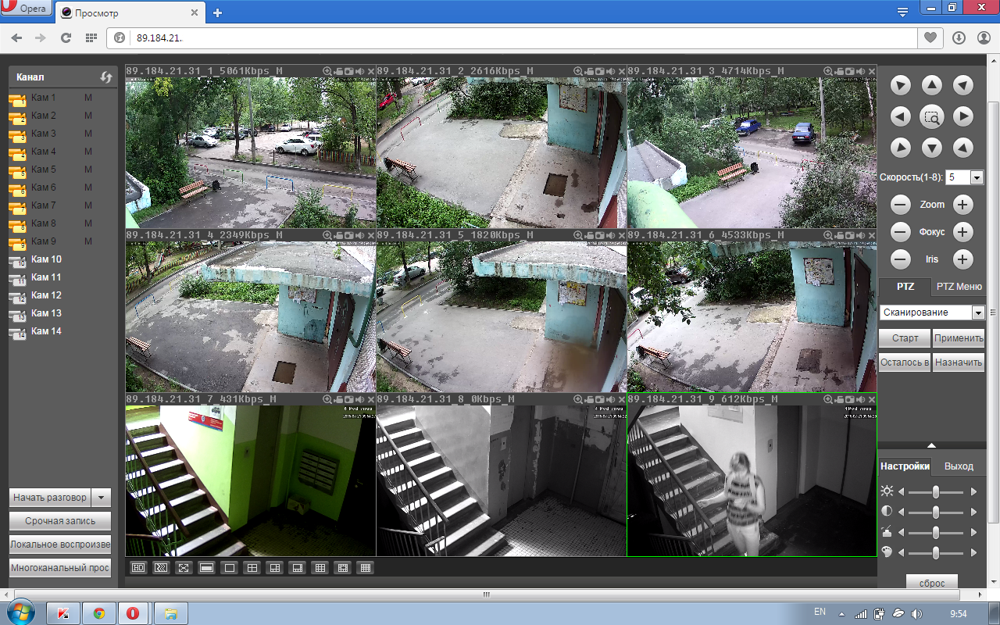 Opera
Просмотр
89.184.21..
Канал
Кам 1 M
Кам 2 M
Кам 3 M
Кам 4 M
Кам 5 M
Кам 6 M
Кам 7 M
Кам 8 M
Кам 9 M
Кам 10
Кам 11
Кам 12
Кам 13
Кам 14
Начать разговор
Срочная запись
Локальное воспроизве
Многоканальный прос
89.184.21.31_1_5061Kbps_M
89.184.21.31_2_2616Kbps_M
89.184.21.31_3_4714Kbps_M
89.184.21.31_4_2349Kbps_M
89.184.21.31_5_1820Kbps_M
89.184.21.31_6_4533Kbps_M
89.184.21.31_7_431Kbps_M
89.184.21.31_8_0Kbps_M
89.184.21.31_9_612Kbps_M
Скорость(1-8): 5
Zoom
Фокус
Iris
PTZ PTZ Меню
Сканирование
Старт Применить
Осталось в Назначить
Настройки Выход
сброс
EN 9:54